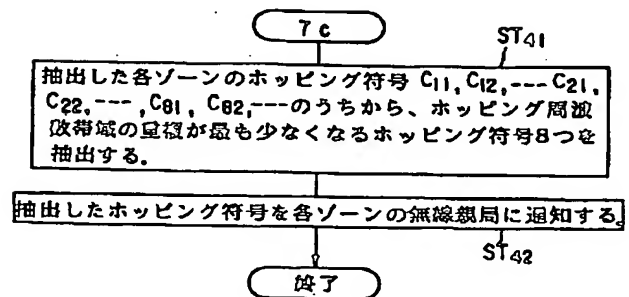 7c
ST41
抽出した各ゾーンのホッピング符号 C11, C12, ---C21,
C22, ---, C81, C82, ---のうちから、ホッピング周波
数帯域の重複が最も少なくなるホッピング符号8つを
抽出する.
抽出したホッピング符号を各ゾーンの無線親局に通知する。
ST42
終了